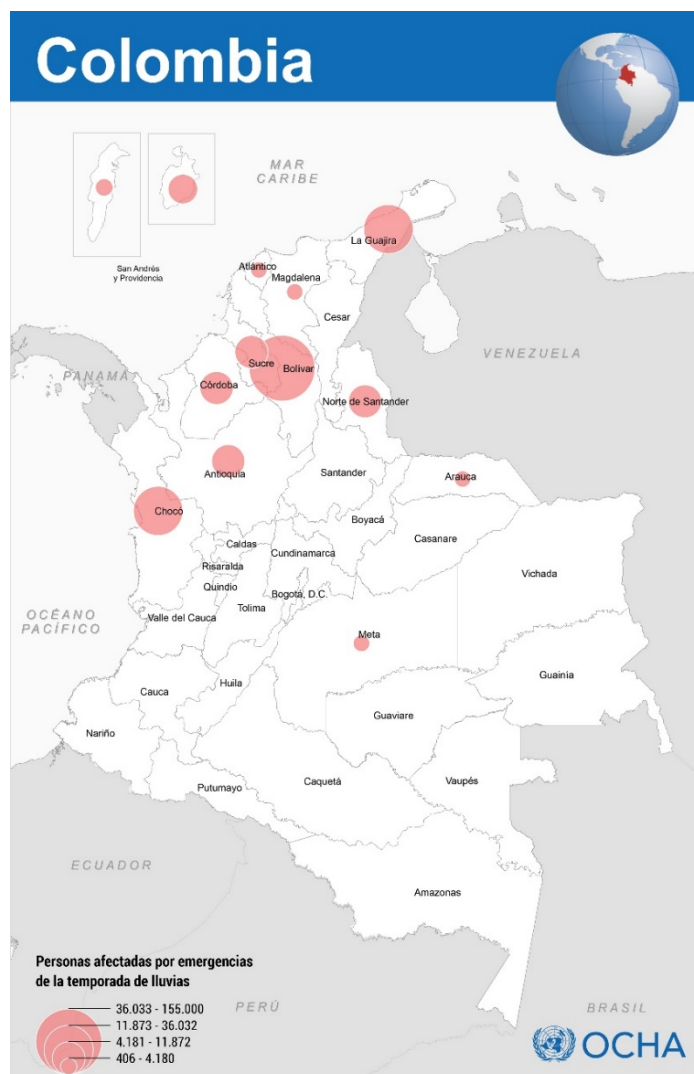 Colombia
MAR
CARIBE
La Guajira
San Andrés
y Providencia
Atlántico
Magdalena
Cesar
VENEZUELA
PANAMÁ
Sucre
Bolívar
Córdoba
Norte de Santander
Antioquia
Santander
Arauca
Chocó
Boyacá
Casanare
Caldas
Cundinamarca
Risaralda
Vichada
Quindío
Bogotá, D.C.
Tolima
OCÉANO
PACÍFICO
Valle del Cauca
Meta
Guainía
Huila
Cauca
Guaviare
Nariño
Caquetá
Vaupés
Putumayo
ECUADOR
Amazonas
Personas afectadas por emergencias
de la temporada de lluvias
36.033 - 155.000
11.873 - 36.032
4.181 - 11.872
406 - 4.180
PERÚ
BRASIL
OCHA